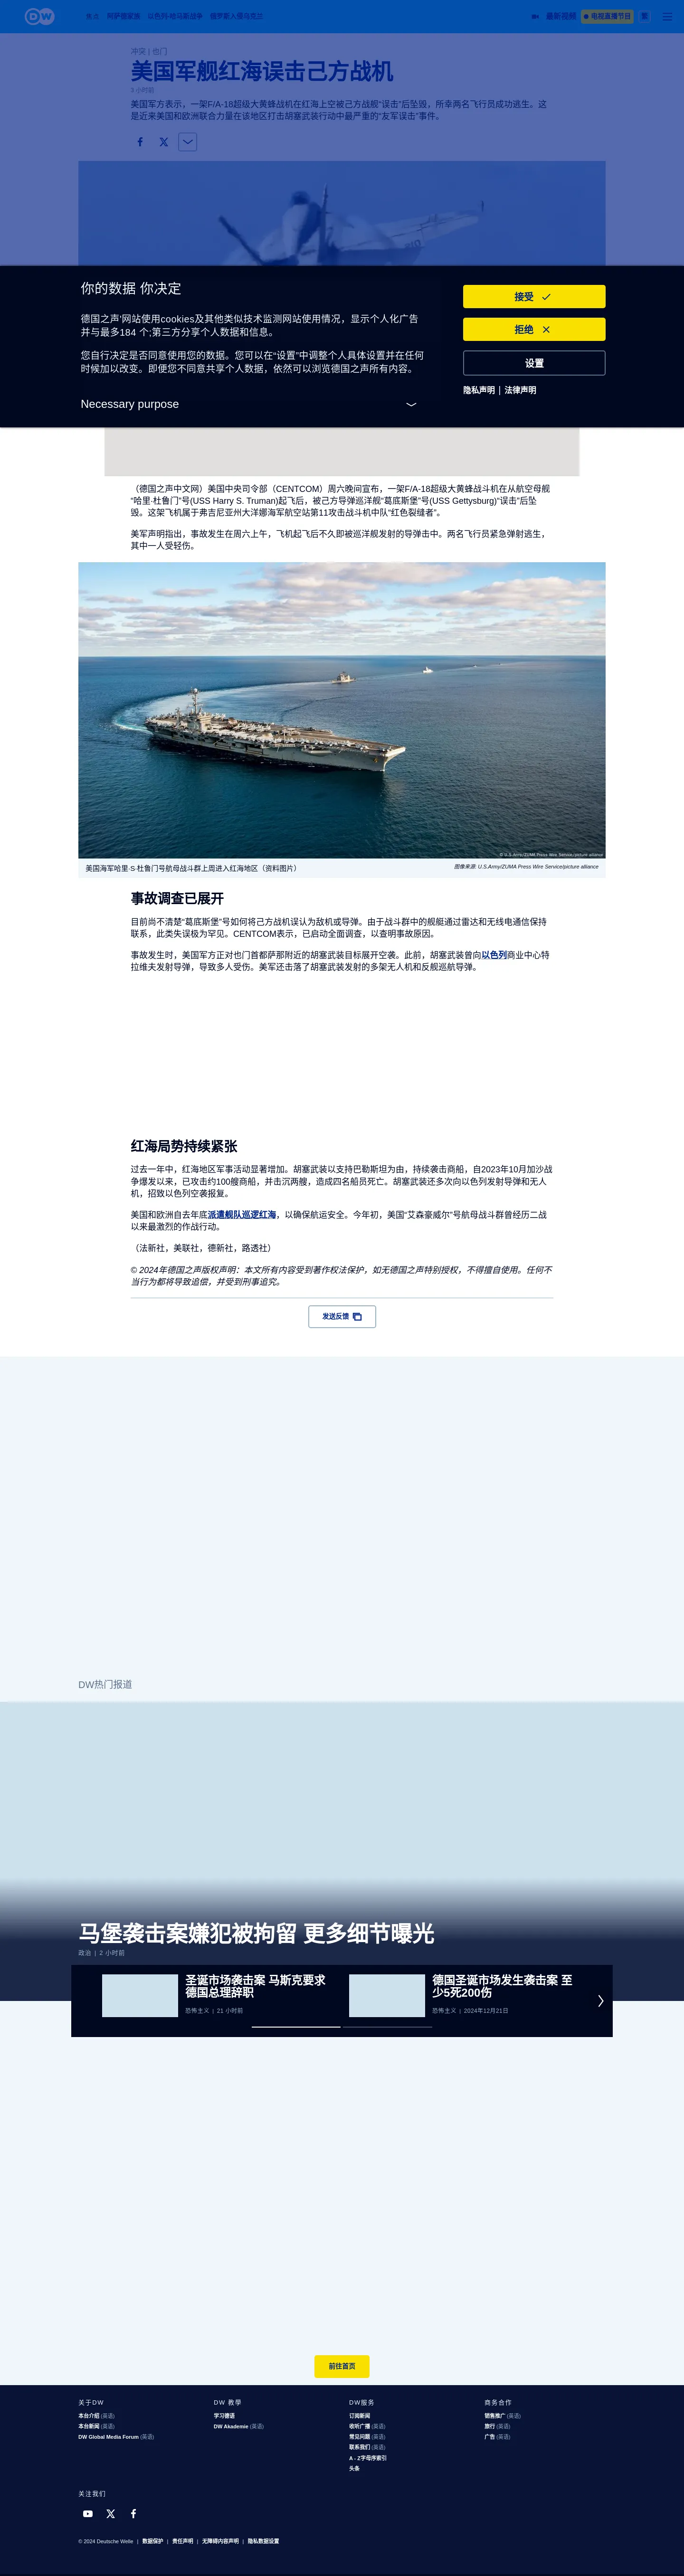 DW
焦点 阿萨德家族 以色列-哈马斯战争 俄罗斯入侵乌克兰
最新视频 电视直播节目
冲突 | 也门
美国军舰红海误击己方战机
3 小时前
美国军方表示，一架F/A-18超级大黄蜂战机在红海上空被己方战舰“误击”后坠毁，所幸两名飞行员成功逃生。这
是近来美国和欧洲联合力量在该地区打击胡塞武装行动中最严重的“友军误击”事件。
你的数据 你决定
德国之声'网站使用cookies及其他类似技术监测网站使用情况，显示个人化广告
并与最多184 个;第三方分享个人数据和信息。
您自行决定是否同意使用您的数据。您可以在“设置”中调整个人具体设置并在任何
时候加以改变。即便您不同意共享个人数据，依然可以浏览德国之声所有内容。
Necessary purpose
接受
拒绝
设置
隐私声明 | 法律声明
（德国之声中文网）美国中央司令部（CENTCOM）周六晚间宣布，一架F/A-18超级大黄蜂战斗机在从航空母舰
“哈里·杜鲁门”号(USS Harry S. Truman)起飞后，被己方导弹巡洋舰“葛底斯堡”号(USS Gettysburg)“误击”后坠
毁。这架飞机属于弗吉尼亚州大洋娜海军航空站第11攻击战斗机中队“红色裂缝者”。
美军声明指出，事故发生在周六上午，飞机起飞后不久即被巡洋舰发射的导弹击中。两名飞行员紧急弹射逃生，
其中一人受轻伤。
© U.S.Army/ZUMA Press Wire Service/picture alliance
美国海军哈里·S·杜鲁门号航母战斗群上周进入红海地区（资料图片）
图像来源: U.S.Army/ZUMA Press Wire Service/picture alliance
事故调查已展开
目前尚不清楚“葛底斯堡”号如何将己方战机误认为敌机或导弹。由于战斗群中的舰艇通过雷达和无线电通信保持
联系，此类失误极为罕见。CENTCOM表示，已启动全面调查，以查明事故原因。
事故发生时，美国军方正对也门首都萨那附近的胡塞武装目标展开空袭。此前，胡塞武装曾向以色列商业中心特
拉维夫发射导弹，导致多人受伤。美军还击落了胡塞武装发射的多架无人机和反舰巡航导弹。
红海局势持续紧张
过去一年中，红海地区军事活动显著增加。胡塞武装以支持巴勒斯坦为由，持续袭击商船，自2023年10月加沙战
争爆发以来，已攻击约100艘商船，并击沉两艘，造成四名船员死亡。胡塞武装还多次向以色列发射导弹和无人
机，招致以色列空袭报复。
美国和欧洲自去年底派遣舰队巡逻红海，以确保航运安全。今年初，美国“艾森豪威尔”号航母战斗群曾经历二战
以来最激烈的作战行动。
（法新社，美联社，德新社，路透社）
© 2024年德国之声版权声明：本文所有内容受到著作权法保护，如无德国之声特别授权，不得擅自使用。任何不
当行为都将导致追偿，并受到刑事追究。
发送反馈
DW热门报道
马堡袭击案嫌犯被拘留 更多细节曝光
政治 | 2 小时前
圣诞市场袭击案 马斯克要求
德国总理辞职
恐怖主义 | 21 小时前
德国圣诞市场发生袭击案 至
少5死200伤
恐怖主义 | 2024年12月21日
前往首页
关于DW
本台介绍 (英语)
本台新闻 (英语)
DW Global Media Forum (英语)
DW 教學
学习德语
DW Akademie (英语)
DW服务
订阅新闻
收听广播 (英语)
常见问题 (英语)
联系我们 (英语)
A - Z字母序索引
头条
商务合作
销售推广 (英语)
旅行 (英语)
广告 (英语)
关注我们
© 2024 Deutsche Welle | 数据保护 | 责任声明 | 无障碍内容声明 | 隐私数据设置